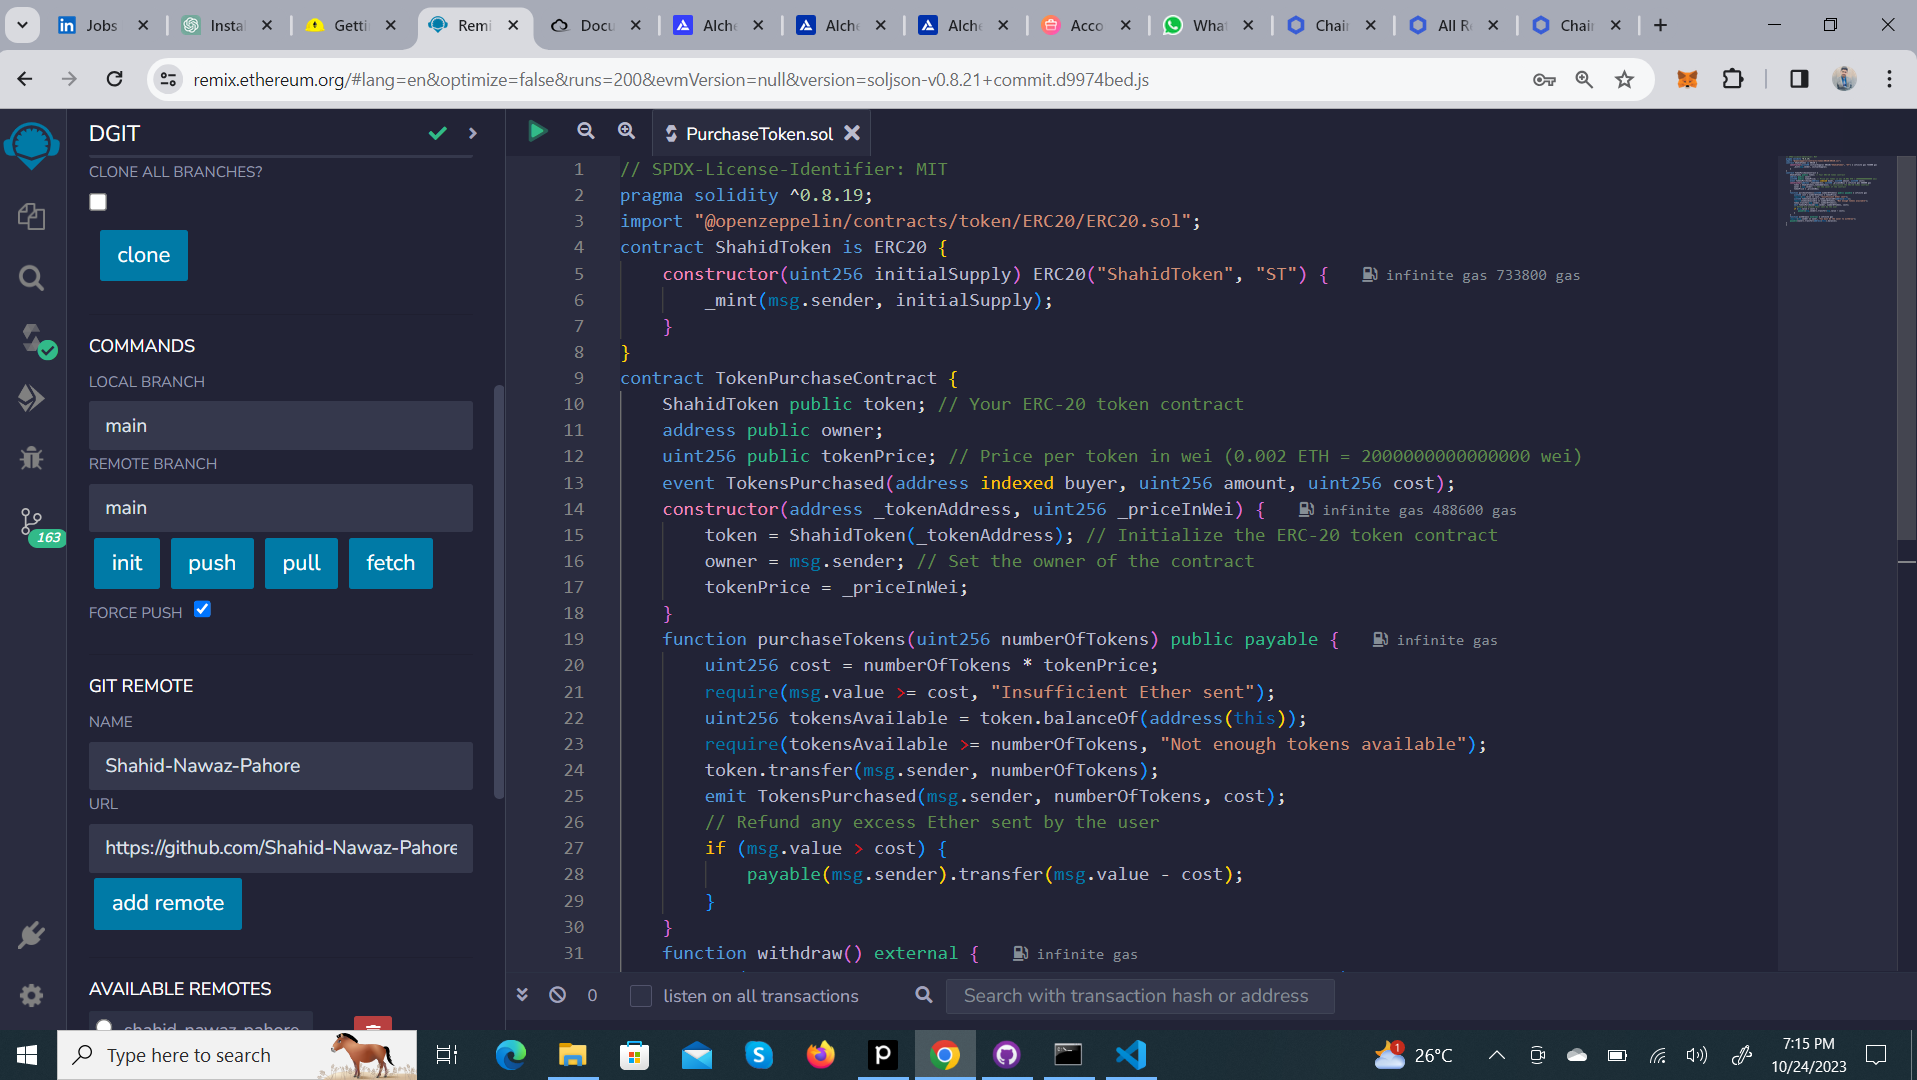 Jobs
Insta
Getti
Remi
Docu
Alche
Alche
Alche
Acco
What
Chair
All R
Chair
remix.ethereum.org/#lang=en&optimize=false&runs=200&evmVersion=null&version=soljson-v0.8.21+commit.d9974bed.js
DGIT
CLONE ALL BRANCHES?
clone
COMMANDS
LOCAL BRANCH
main
REMOTE BRANCH
main
163
init push pull fetch
FORCE PUSH
GIT REMOTE
NAME
Shahid-Nawaz-Pahore
URL
https://github.com/Shahid-Nawaz-Pahore
add remote
AVAILABLE REMOTES
shahid-nawaz-pahore
PurchaseToken.sol
1 // SPDX-License-Identifier: MIT
2 pragma solidity ^0.8.19;
3 import "@openzeppelin/contracts/token/ERC20/ERC20.sol";
4 contract ShahidToken is ERC20 {
5 constructor(uint256 initialSupply) ERC20("ShahidToken", "ST") { infinite gas 733800 gas
6 _mint(msg.sender, initialSupply);
7 }
8 }
9 contract TokenPurchaseContract {
10 ShahidToken public token; // Your ERC-20 token contract
11 address public owner;
12 uint256 public tokenPrice; // Price per token in wei (0.002 ETH = 2000000000000000 wei)
13 event TokensPurchased(address indexed buyer, uint256 amount, uint256 cost);
14 constructor(address _tokenAddress, uint256 _priceInWei) { infinite gas 488600 gas
15 token = ShahidToken(_tokenAddress); // Initialize the ERC-20 token contract
16 owner = msg.sender; // Set the owner of the contract
17 tokenPrice = _priceInWei;
18 }
19 function purchaseTokens(uint256 numberOfTokens) public payable { infinite gas
20 uint256 cost = numberOfTokens * tokenPrice;
21 require(msg.value >= cost, "Insufficient Ether sent");
22 uint256 tokensAvailable = token.balanceOf(address(this));
23 require(tokensAvailable >= numberOfTokens, "Not enough tokens available");
24 token.transfer(msg.sender, numberOfTokens);
25 emit TokensPurchased(msg.sender, numberOfTokens, cost);
26 // Refund any excess Ether sent by the user
27 if (msg.value > cost) {
28 payable(msg.sender).transfer(msg.value - cost);
29 }
30 }
31 function withdraw() external { infinite gas
0 listen on all transactions Search with transaction hash or address
Type here to search
1
26°C
7:15 PM
10/24/2023